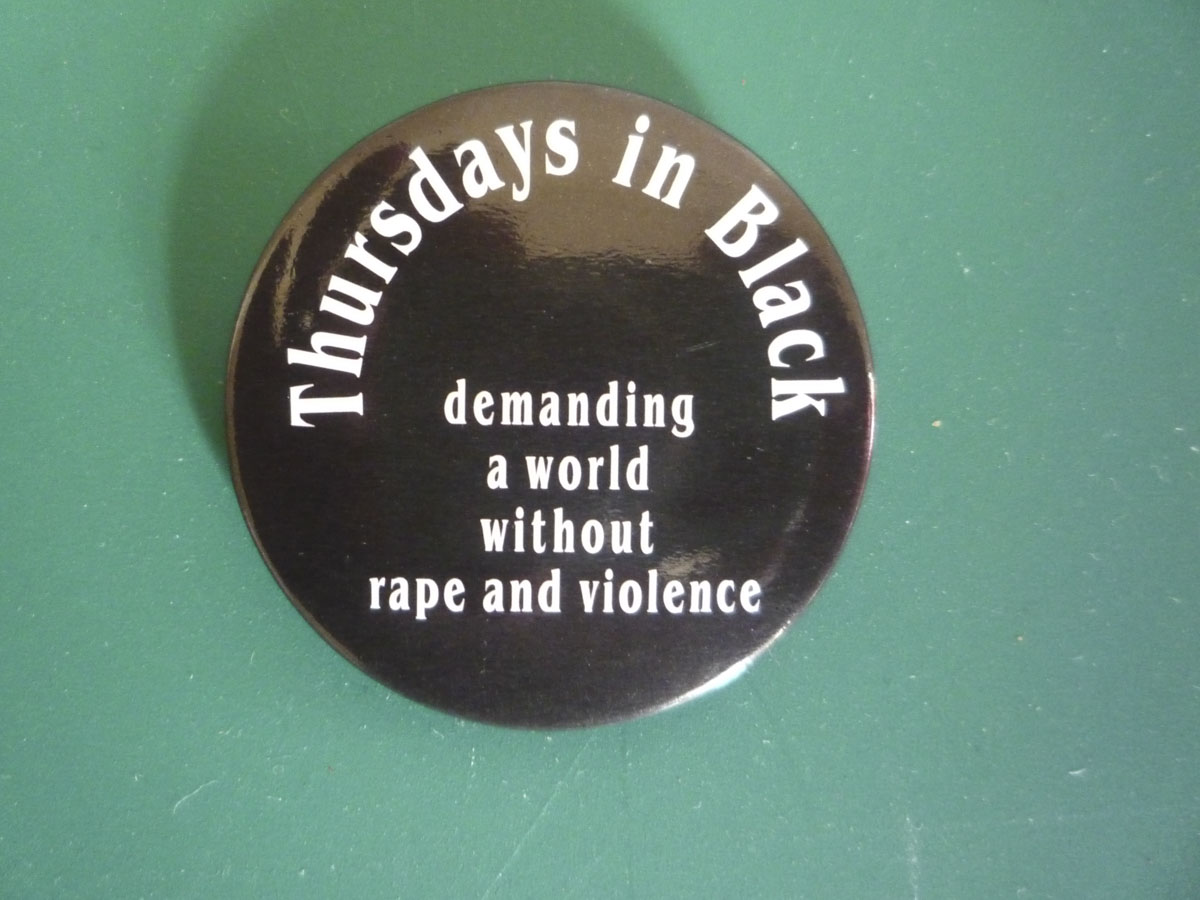 Thursdays in Black
demanding
a world
without
rape and violence